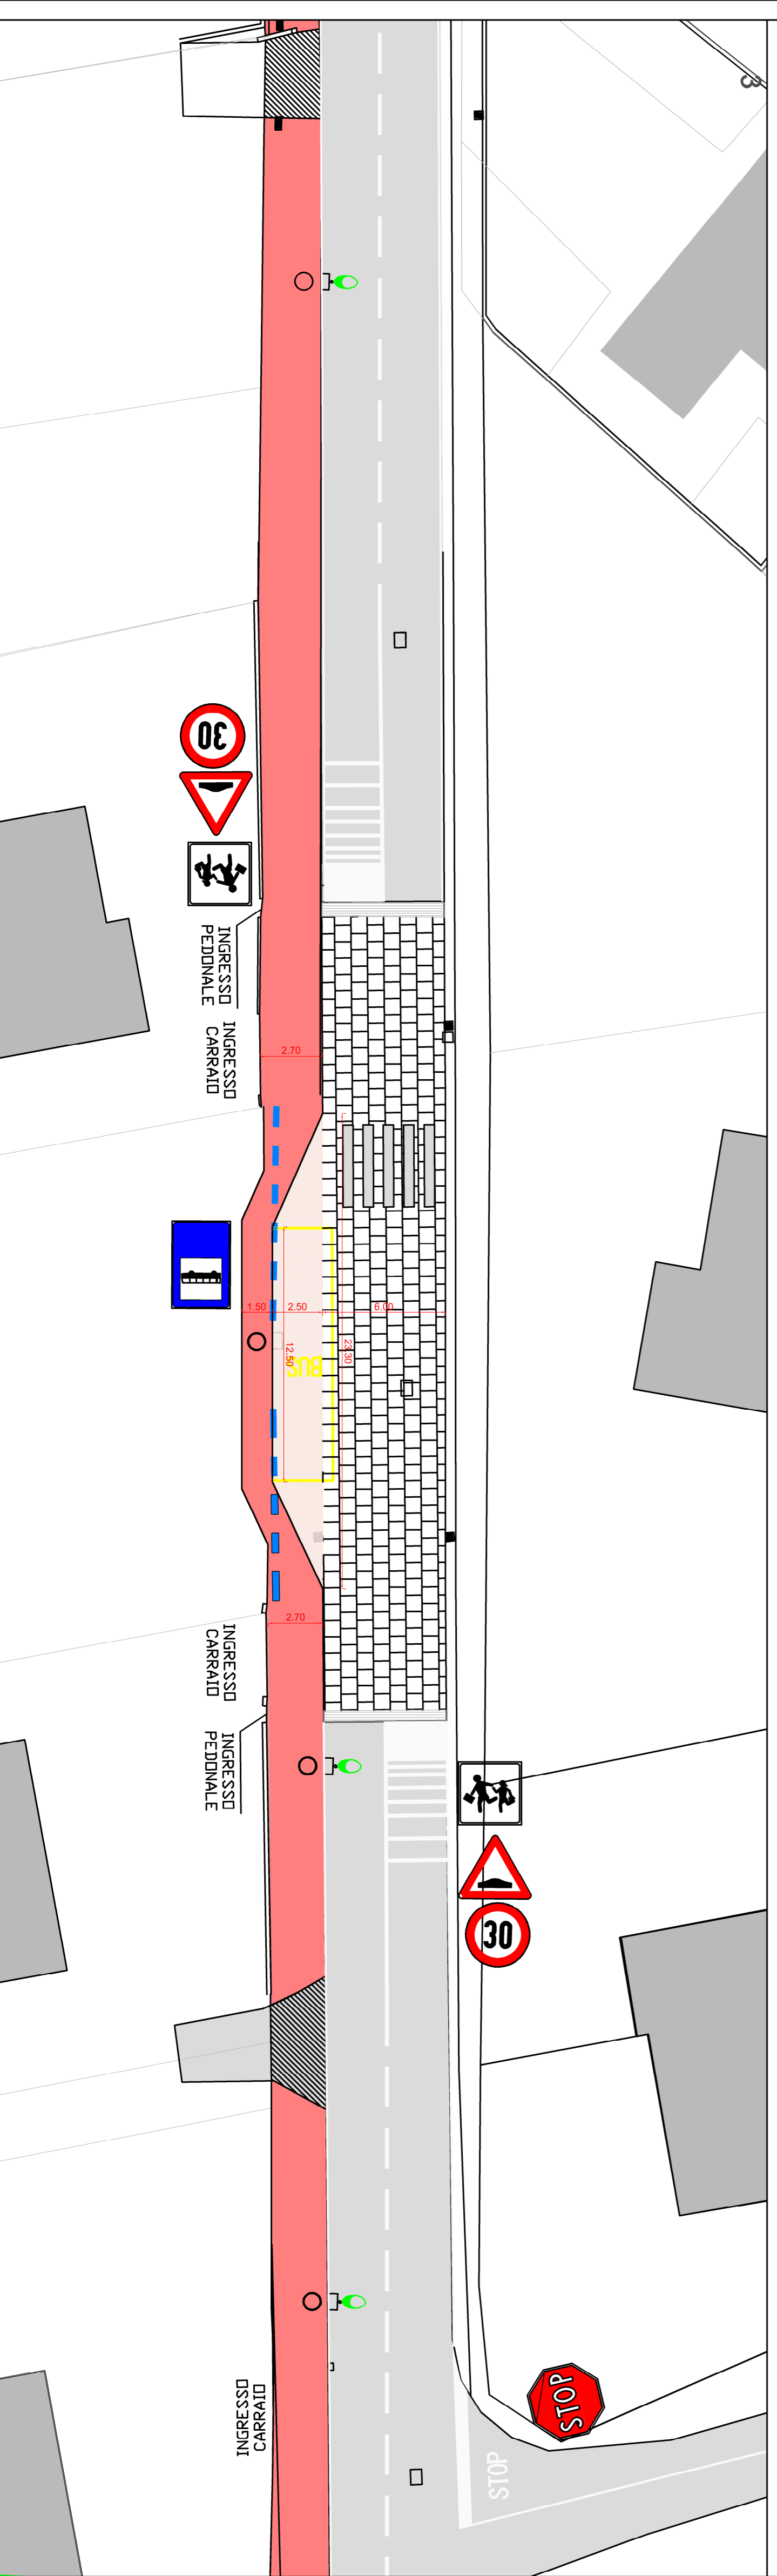 3
30
INGRESSO
PEDONALE
INGRESSO
CARRAIO
2.70
1.50
2.50
6.00
12.50
23.30
BUS
2.70
INGRESSO
CARRAIO
INGRESSO
PEDONALE
30
STOP
INGRESSO
CARRAIO
STOP